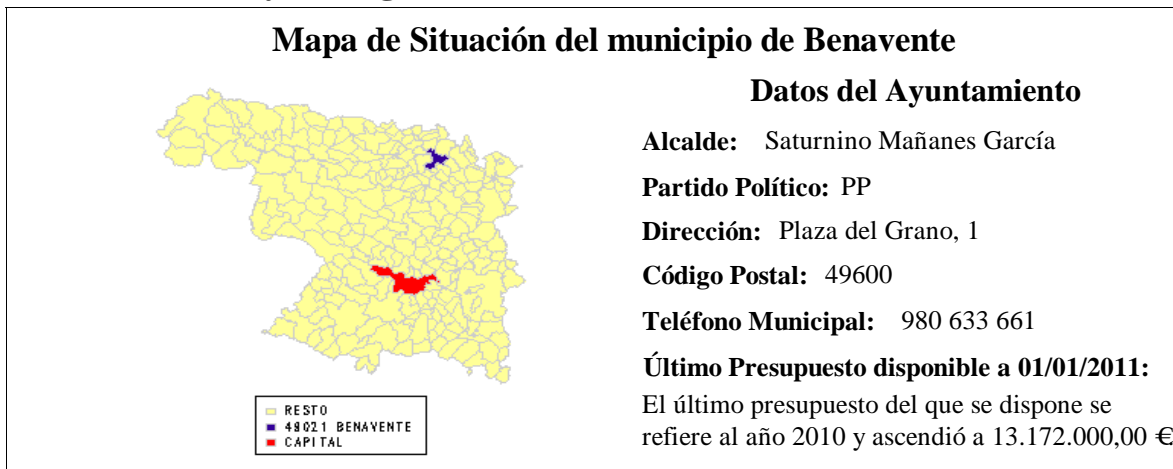 Mapa de Situación del municipio de Benavente
Datos del Ayuntamiento
Alcalde: Saturnino Mañanes García
Partido Político: PP
Dirección: Plaza del Grano, 1
Código Postal: 49600
Teléfono Municipal: 980 633 661
Último Presupuesto disponible a 01/01/2011:
El último presupuesto del que se dispone se
refiere al año 2010 y ascendió a 13.172.000,00 €
RESTO
49021 BENAVENTE
CAPITAL